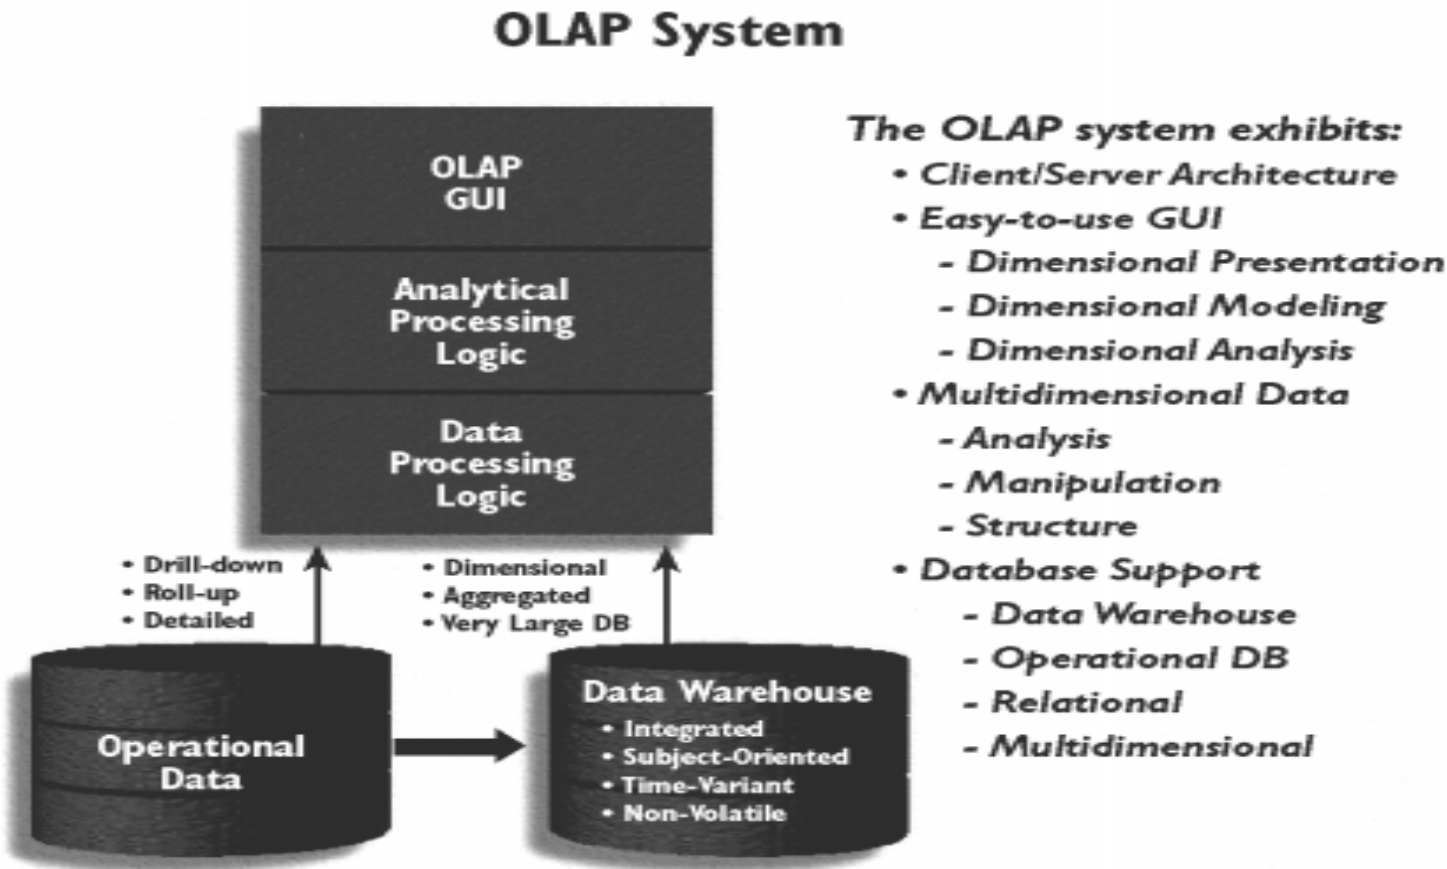 OLAP System
OLAP
GUI
Analytical
Processing
Logic
Data
Processing
Logic
• Drill-down
• Roll-up
• Detailed
• Dimensional
• Aggregated
• Very Large DB
Operational
Data
Data Warehouse
• Integrated
• Subject-Oriented
• Time-Variant
• Non-Volatile
The OLAP system exhibits:
• Client/Server Architecture
• Easy-to-use GUI
- Dimensional Presentation
- Dimensional Modeling
- Dimensional Analysis
• Multidimensional Data
- Analysis
- Manipulation
- Structure
• Database Support
- Data Warehouse
- Operational DB
- Relational
- Multidimensional